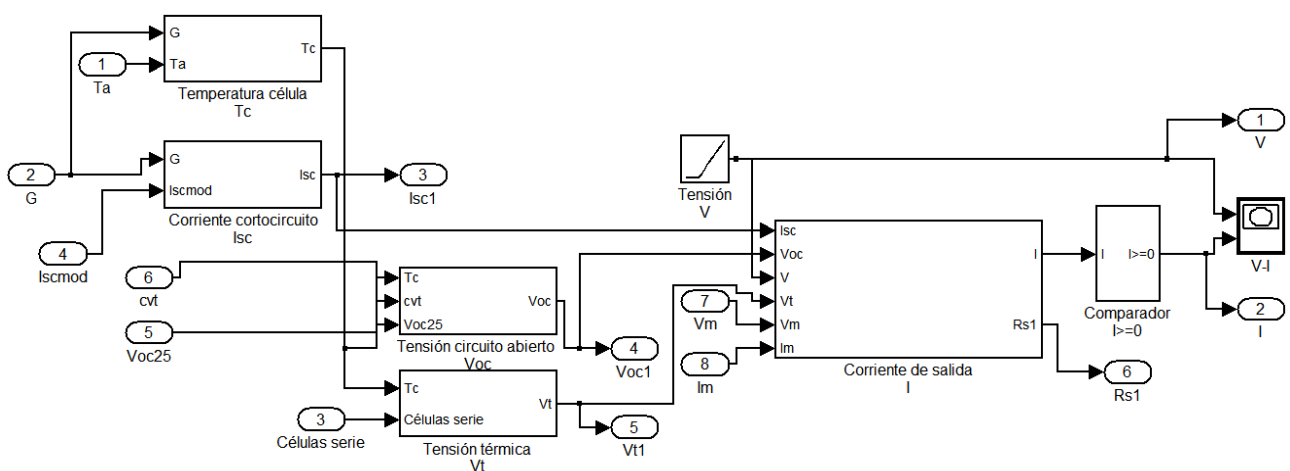 G
Ta
Tc
Temperatura célula
Tc
1
Ta
G
Iscmod
Isc
Corriente cortocircuito
Isc
2
G
4
Iscmod
3
Isc1
6
cvt
5
Voc25
Tc
cvt
Voc25
Voc
Tensión circuito abierto
Voc
4
Voc1
Tc
Células serie
Vt
Tensión térmica
Vt
3
Células serie
5
Vt1
Tensión
V
7
Vm
8
Im
Isc
Voc
V
Vt
Vm
Im
I
Rs1
Corriente de salida
I
I
I>=0
Comparador
I>=0
1
V
V-I
2
I
6
Rs1